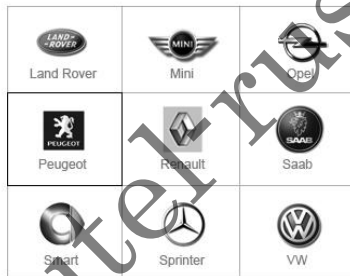 LAND-
ROVER
MINI
Land Rover
Mini
Opel
PEUGEOT
SAAB
Peugeot
Renault
Saab
Smart
Sprinter
VW